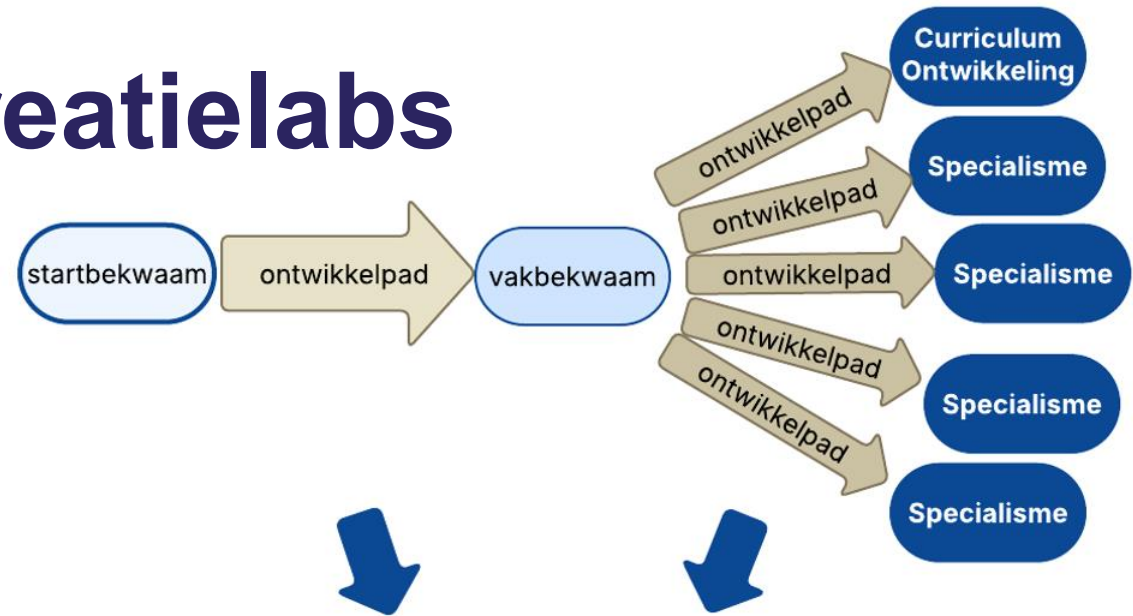 eatielabs
startbekwaam
ontwikkelpad
vakbekwaam
ontwikkelpad
ontwikkelpad
ontwikkelpad
ontwikkelpad
ontwikkelpad
Curriculum
Ontwikkeling
Specialisme
Specialisme
Specialisme
Specialisme